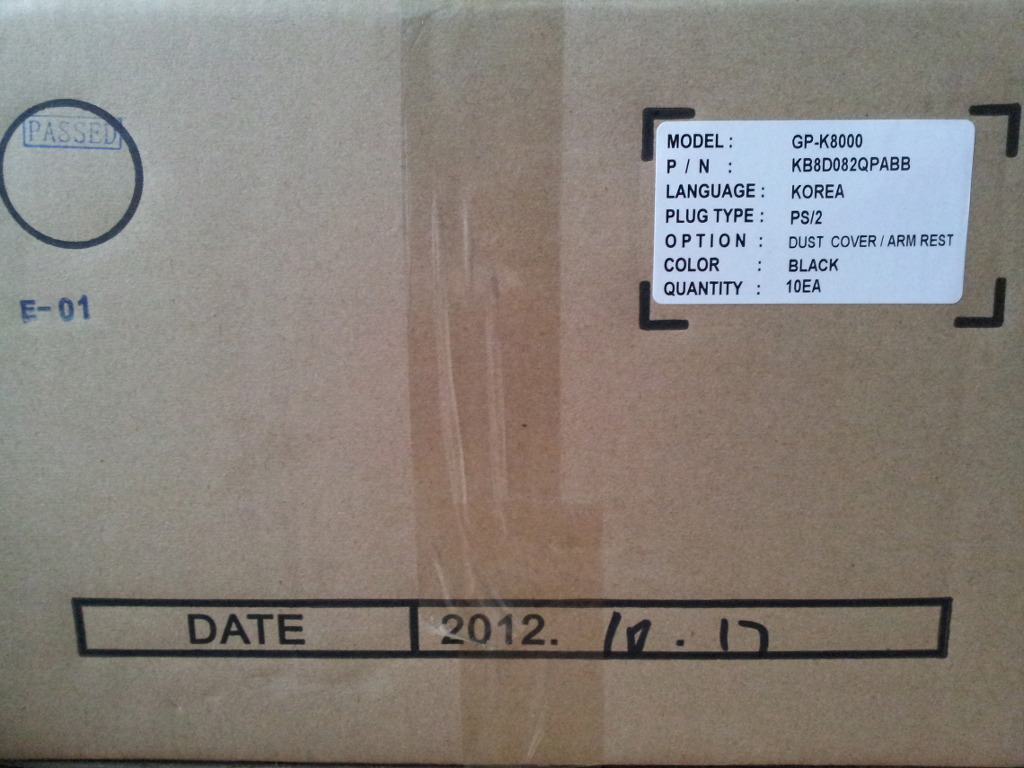 PASSED
E-01
MODEL : GP-K8000
P / N : KB8D082QPABB
LANGUAGE : KOREA
PLUG TYPE : PS/2
OPTION : DUST COVER / ARM REST
COLOR : BLACK
QUANTITY : 10EA
DATE 2012. 10 . 17